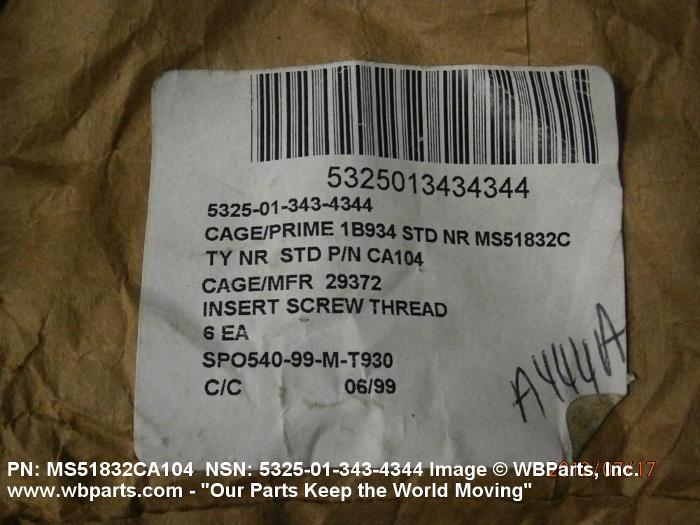 5325013434344
5325-01-343-4344
CAGE/PRIME 1B934 STD NR MS51832C
TY NR STD P/N CA104
CAGE/MFR 29372
INSERT SCREW THREAD
6 EA
SPO540-99-M-T930
C/C 06/99
A444A
PN: MS51832CA104 NSN: 5325-01-343-4344 Image © WBParts, Inc.
www.wbparts.com - "Our Parts Keep the World Moving"